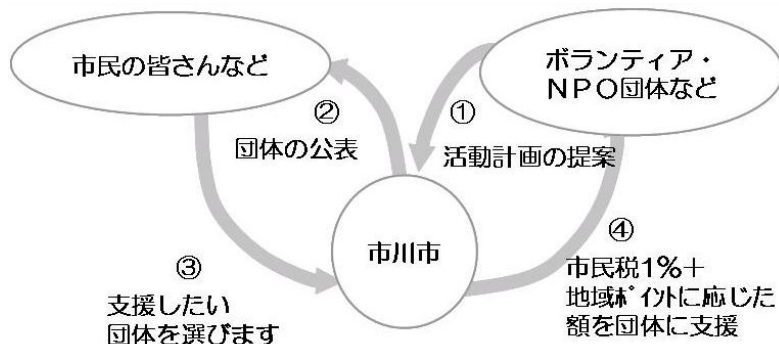 市民の皆さんなど
ボランティア・
ＮＰＯ団体など
②
団体の公表
①
活動計画の提案
市川市
③
支援したい
団体を選びます
④
市民税1％＋
地域ﾎﾟｲﾝﾄに応じた
額を団体に支援